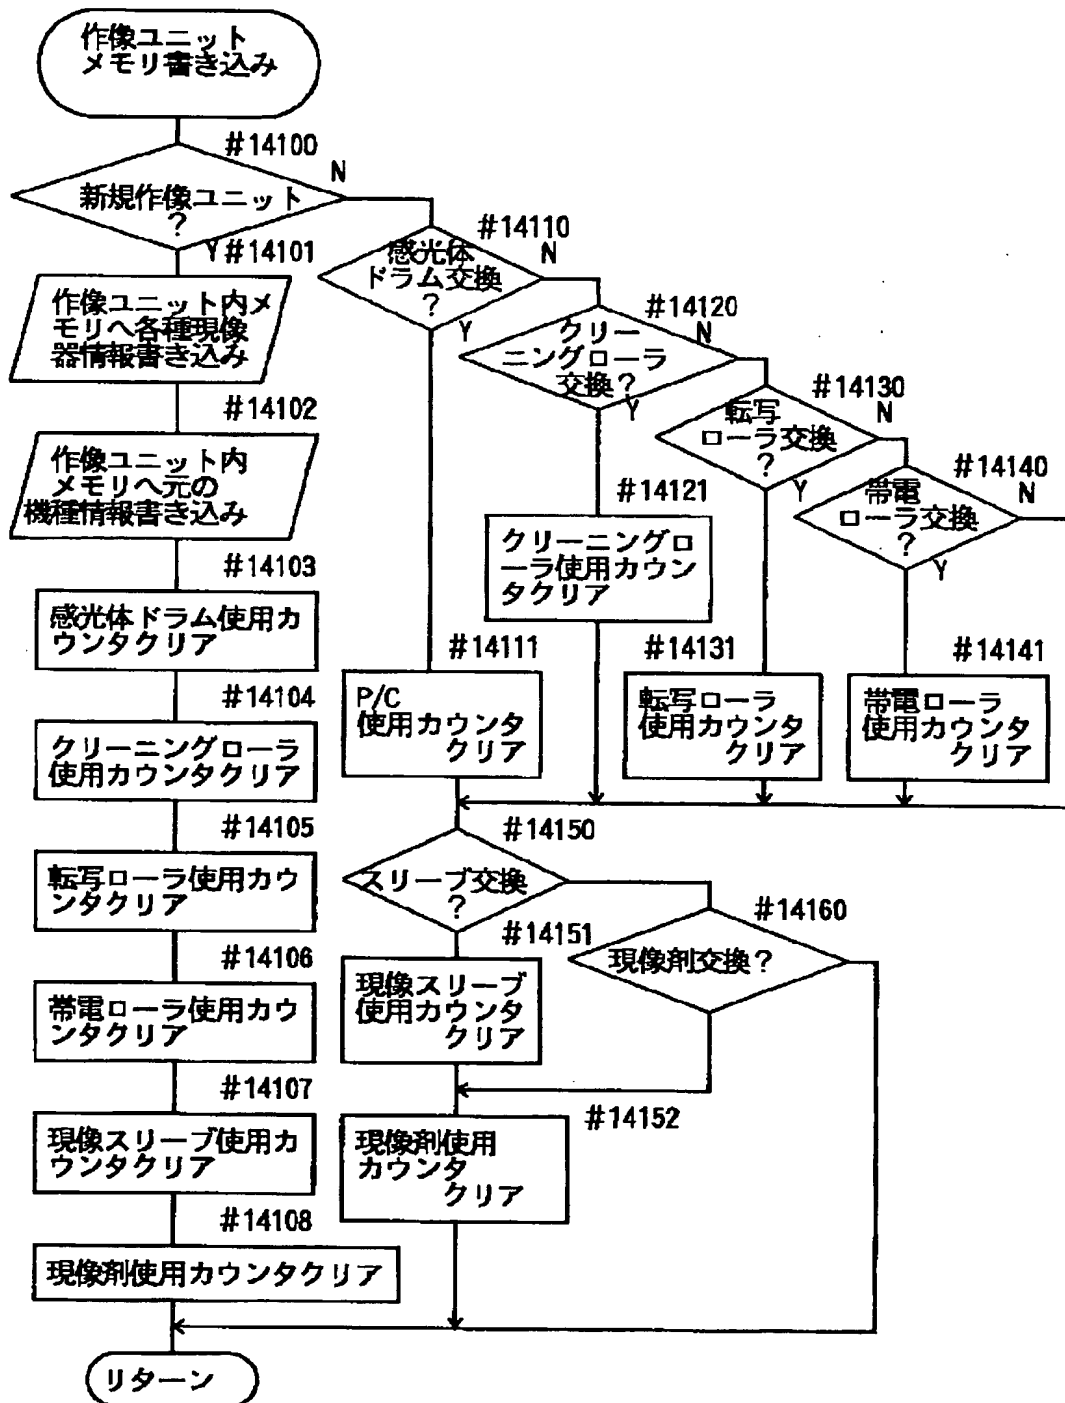 作像ユニット
メモリ書き込み
#14100
N
新規作像ユニット
?
Y #14101
作像ユニット内メ
モリへ各種現像
器情報書き込み
#14102
作像ユニット内
メモリへ元の
機種情報書き込み
#14103
感光体ドラム使用カ
ウンタクリア
#14104
クリーニングローラ
使用カウンタクリア
#14105
転写ローラ使用カウ
ンタクリア
#14106
帯電ローラ使用カウ
ンタクリア
#14107
現像スリーブ使用カ
ウンタクリア
#14108
現像剤使用カウンタクリア
リターン
#14110
N
感光体
ドラム交換
?
Y
#14111
P/C
使用カウンタ
クリア
#14120
N
クリー
ニングローラ
交換?
Y
#14121
クリーニングロ
ーラ使用カウン
タクリア
#14130
N
転写
ローラ交換
?
Y
#14131
転写ローラ
使用カウンタ
クリア
#14140
N
帯電
ローラ交換
?
Y
#14141
帯電ローラ
使用カウンタ
クリア
#14150
スリーブ交換
?
#14151
現像スリーブ
使用カウンタ
クリア
#14160
現像剤交換?
#14152
現像剤使用
カウンタ
クリア